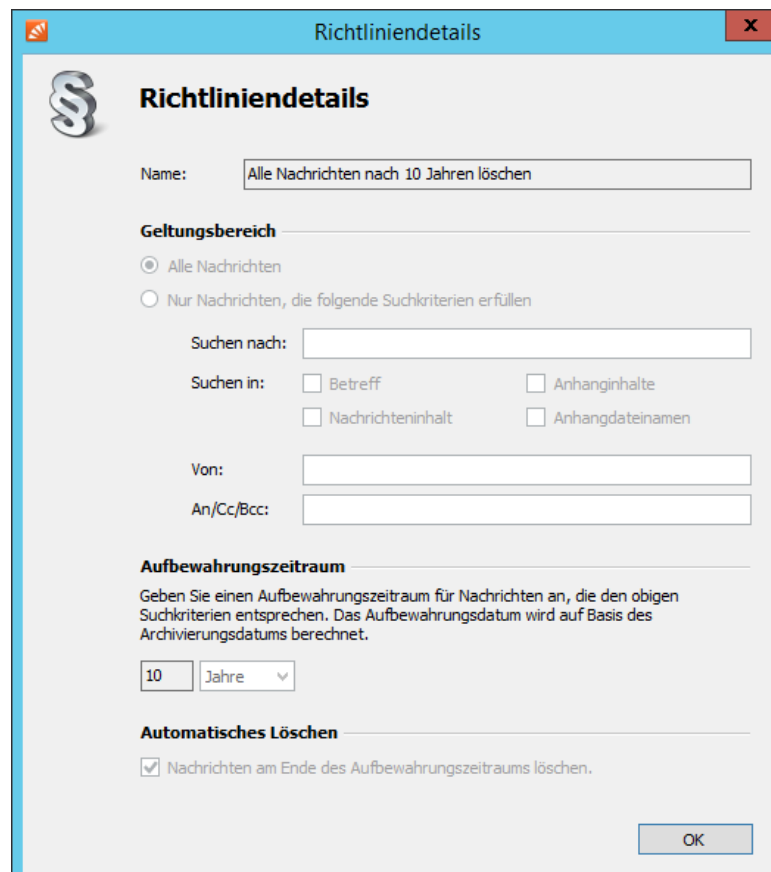 Richtliniendetails
x
§
Richtliniendetails
Name: Alle Nachrichten nach 10 Jahren löschen
Geltungsbereich
Alle Nachrichten
Nur Nachrichten, die folgende Suchkriterien erfüllen
Suchen nach:
Suchen in: Betreff Anhanginhalte
Nachrichteninhalt Anhangdateinamen
Von:
An/Cc/Bcc:
Aufbewahrungszeitraum
Geben Sie einen Aufbewahrungszeitraum für Nachrichten an, die den obigen
Suchkriterien entsprechen. Das Aufbewahrungsdatum wird auf Basis des
Archivierungsdatums berechnet.
10 Jahre
Automatisches Löschen
Nachrichten am Ende des Aufbewahrungszeitraums löschen.
OK